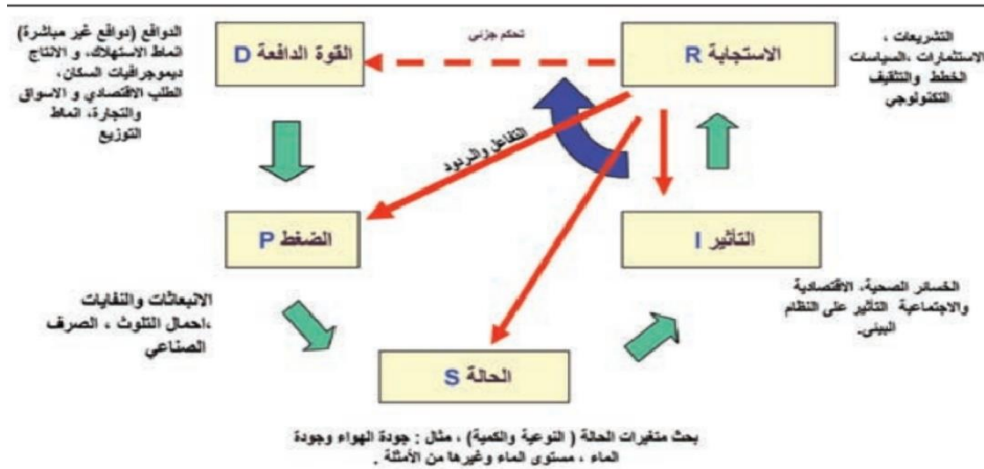 الدوافع (دوافع غير مباشرة)
انماط الاستهلاك، و الانتاج
ديموجرافيات السكان،
الطلب الاقتصادي و الاسواق
والتجارة، انماط
التوزيع
القوة الدافعة D
تحكم جزئي
الاستجابة R
التشريعات ،
الاستثمارات ،السياسات
الخطط والتثقيف
التكنولوجي
التفاعل والردود
الضغط P
التأثير I
الانبعاثات والنفايات
،احمال التلوث ، الصرف
الصناعي
الخسائر الصحية، الاقتصادية
والاجتماعية التأثير على النظام
البيئى.
الحالة S
بحث متغيرات الحالة ( النوعية والكمية) ، مثال : جودة الهواء وجودة
الماء ، مستوى الماء وغيرها من الأمثلة .